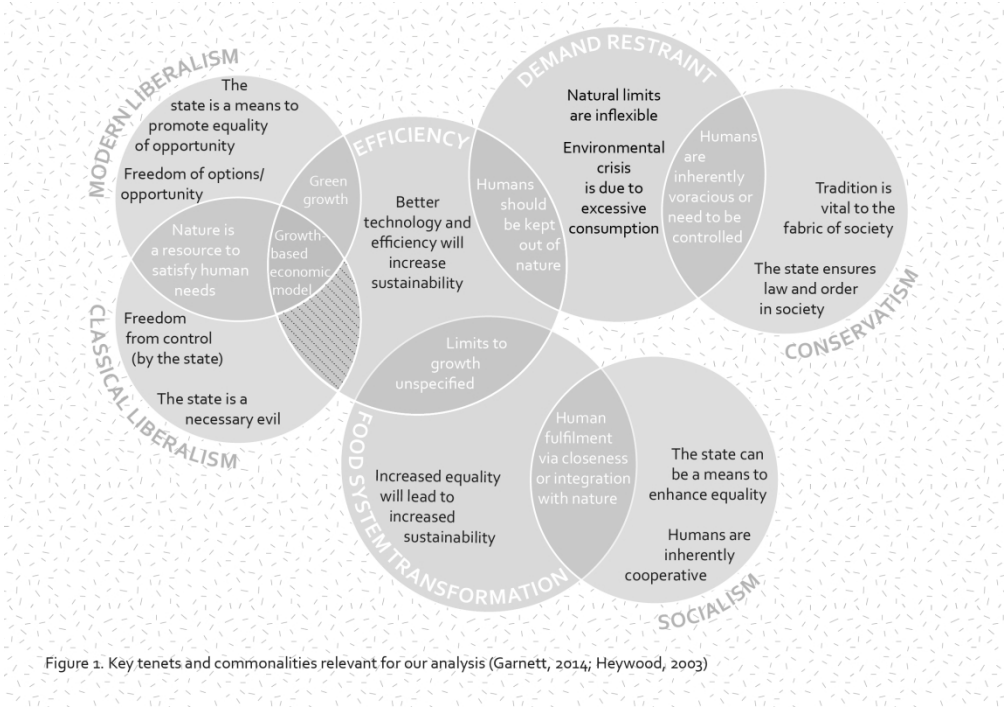 MODERN LIBERALISM
The
state is a means to
promote equality
of opportunity
Freedom of options/
opportunity
Nature is
a resource to
satisfy human
needs
Green
growth
Growth-
based
economic
model
CLASSICAL LIBERALISM
Freedom
from control
(by the state)
The state is a
necessary evil
EFFICIENCY
Better
technology and
efficiency will
increase
sustainability
Humans
should
be kept
out of
nature
DEMAND RESTRAINT
Natural limits
are inflexible
Environmental
crisis
is due to
excessive
consumption
Humans
are
inherently
voracious or
need to be
controlled
Tradition is
vital to the
fabric of society
The state ensures
law and order
in society
CONSERVATISM
Limits to
growth
unspecified
FOOD SYSTEM TRANSFORMATION
Increased equality
will lead to
increased
sustainability
Human
fulfilment
via closeness
or integration
with nature
The state can
be a means to
enhance equality
Humans are
inherently
cooperative
SOCIALISM
Figure 1. Key tenets and commonalities relevant for our analysis (Garnett, 2014; Heywood, 2003)